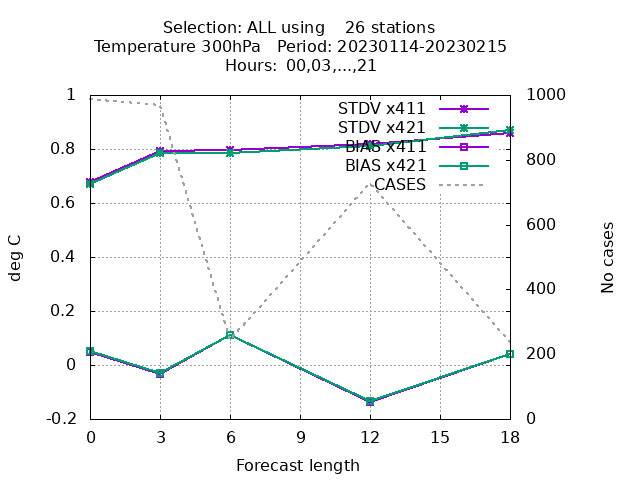 Selection: ALL using    26 stations
Temperature 300hPa   Period: 20230114-20230215
Hours: 00,03,...,21
STDV x411
STDV x421
BIAS x411
BIAS x421
CASES
1
0.8
0.6
0.4
0.2
0
-0.2
deg C
1000
800
600
400
200
0
No cases
0 3 6 9 12 15 18
Forecast length